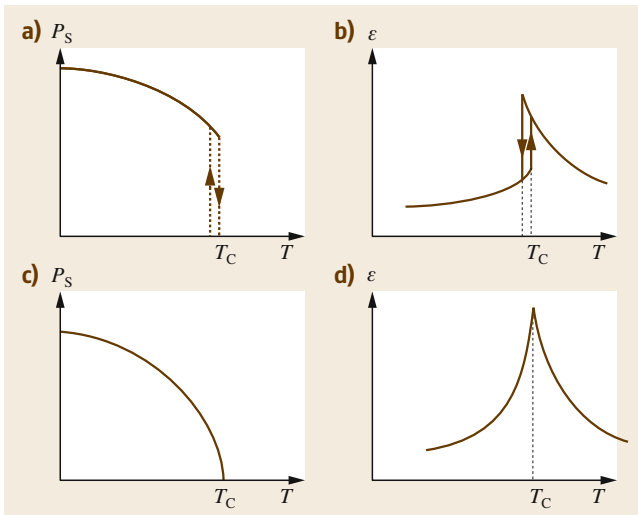 a) P_S
T_C T
b) ε
T_C T
c) P_S
T_C T
d) ε
T_C T